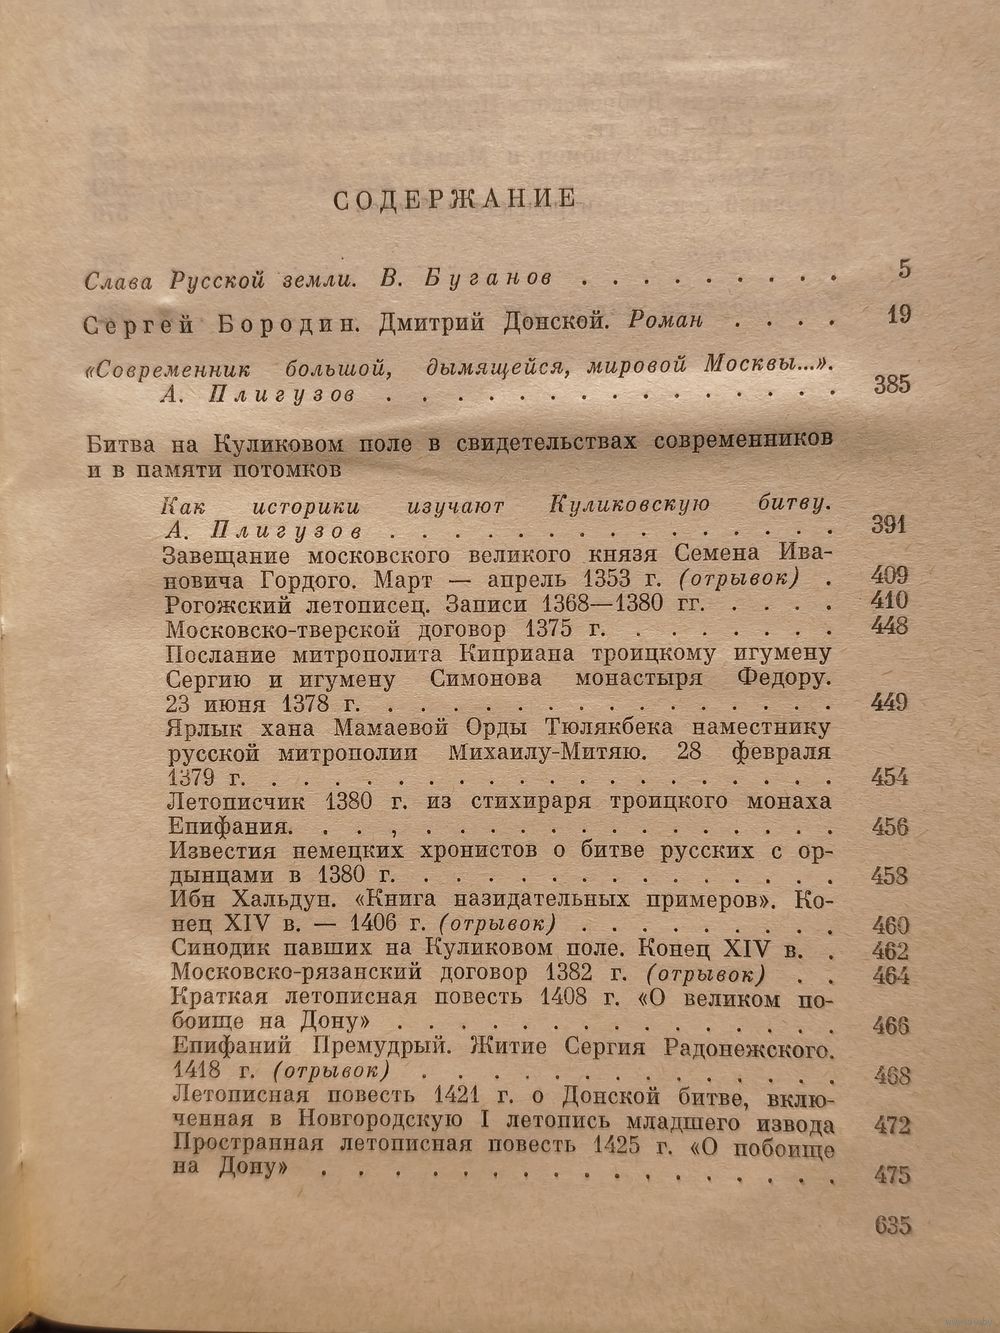 СОДЕРЖАНИЕ
Слава Русской земли. В. Буганов . . . . . . . . . 5
Сергей Бородин. Дмитрий Донской. Роман . . . . 19
«Современник большой, дымящейся, мировой Москвы...».
А. Плигузов . . . . . . . . . . . . . . 385
Битва на Куликовом поле в свидетельствах современников
и в памяти потомков
Как историки изучают Куликовскую битву.
А. Плигузов . . . . . . . . . . . . . 391
Завещание московского великого князя Семена Ива-
новича Гордого. Март — апрель 1353 г. (отрывок) . 409
Рогожский летописец. Записи 1368—1380 гг. . . . . 410
Московско-тверской договор 1375 г. . . . . . . . 448
Послание митрополита Киприана троицкому игумену
Сергию и игумену Симонова монастыря Федору.
23 июня 1378 г. . . . . . . . . . . . . . . 449
Ярлык хана Мамаевой Орды Тюлякбека наместнику
русской митрополии Михаилу-Митяю. 28 февраля
1379 г. . . . . . . . . . . . . . . . . . 454
Летописчик 1380 г. из стихираря троицкого монаха
Епифания. . . , . . . . . . . . . . . . . 456
Известия немецких хронистов о битве русских с ор-
дынцами в 1380 г. . . . . . . . . . . . . 458
Ибн Хальдун. «Книга назидательных примеров». Ко-
нец XIV в. — 1406 г. (отрывок) . . . . . . . . 460
Синодик павших на Куликовом поле. Конец XIV в. . 462
Московско-рязанский договор 1382 г. (отрывок) . . 464
Краткая летописная повесть 1408 г. «О великом по-
боище на Дону» . . . . . . . . . . . . . 466
Епифаний Премудрый. Житие Сергия Радонежского.
1418 г. (отрывок) . . . . . . . . . . . . 468
Летописная повесть 1421 г. о Донской битве, вклю-
ченная в Новгородскую I летопись младшего извода 472
Пространная летописная повесть 1425 г. «О побоище
на Дону» . . . . . . . . . . . . . . . 475
635